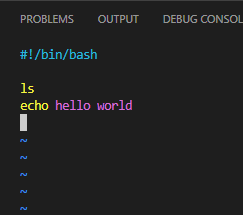 PROBLEMS OUTPUT DEBUG CONSOL
#!/bin/bash
ls
echo hello world
~
~
~
~
~